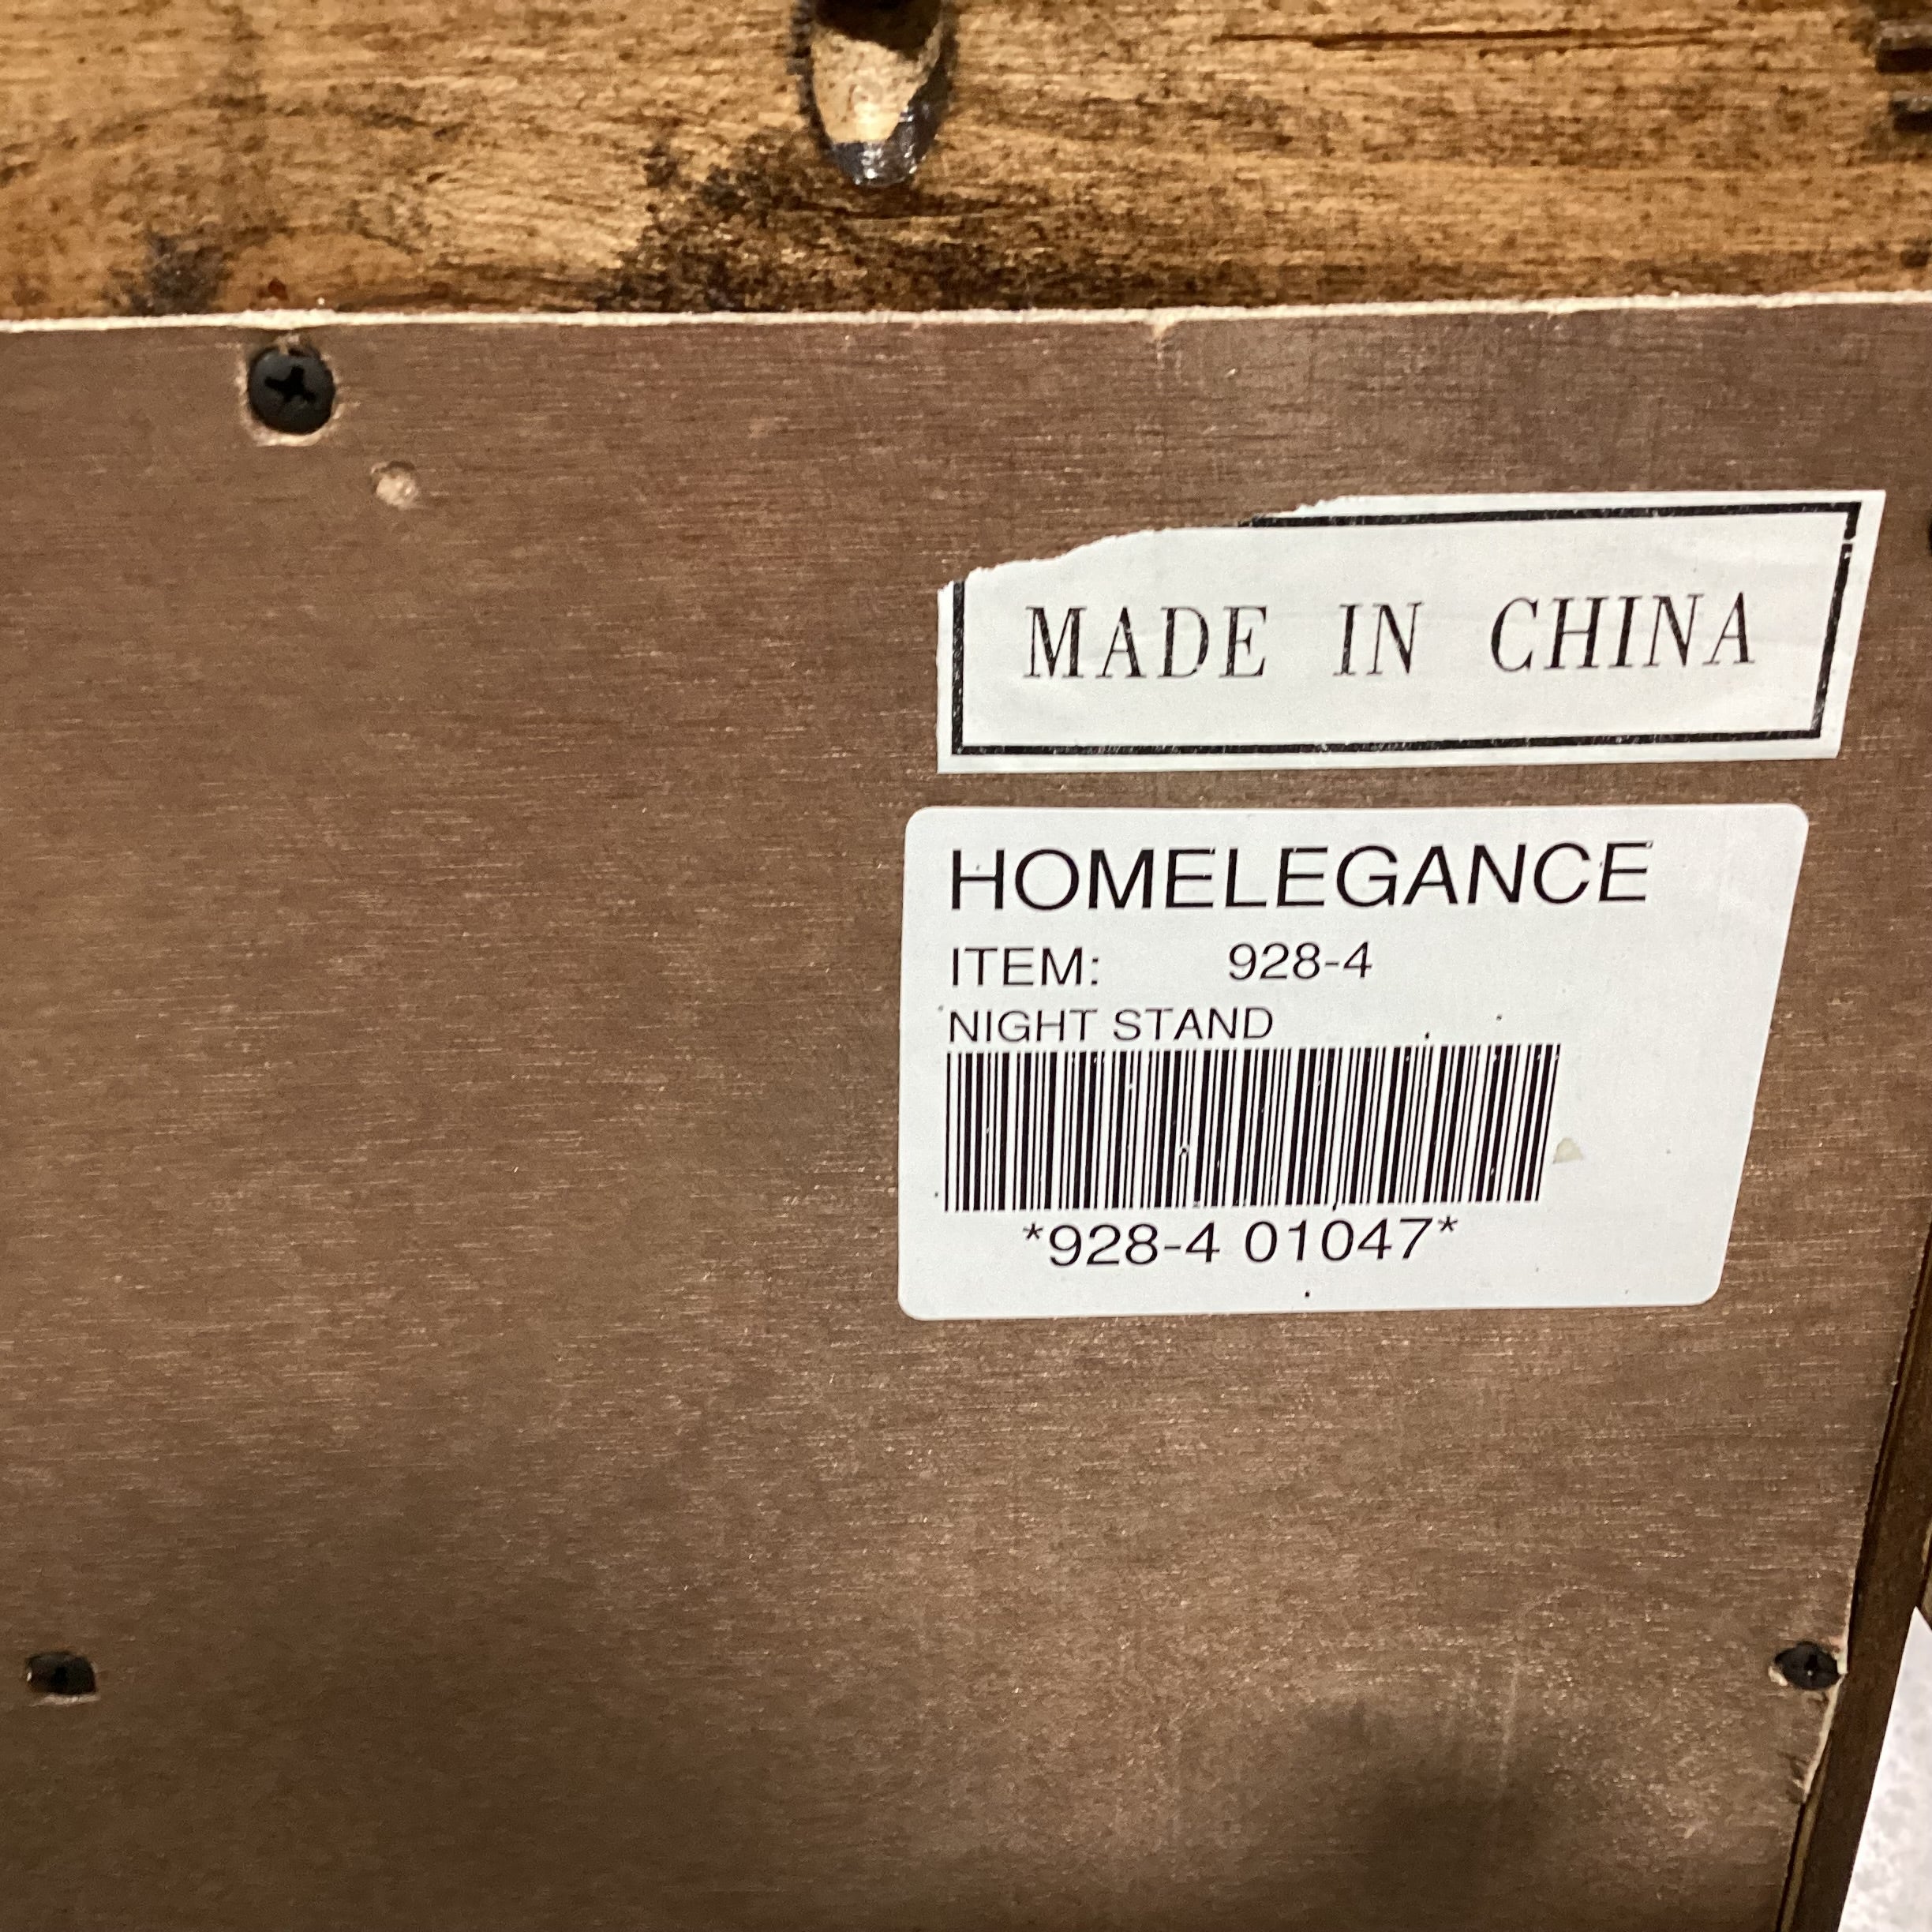 MADE IN CHINA
HOMELEGANCE
ITEM: 928-4
NIGHT STAND
*928-4 01047*